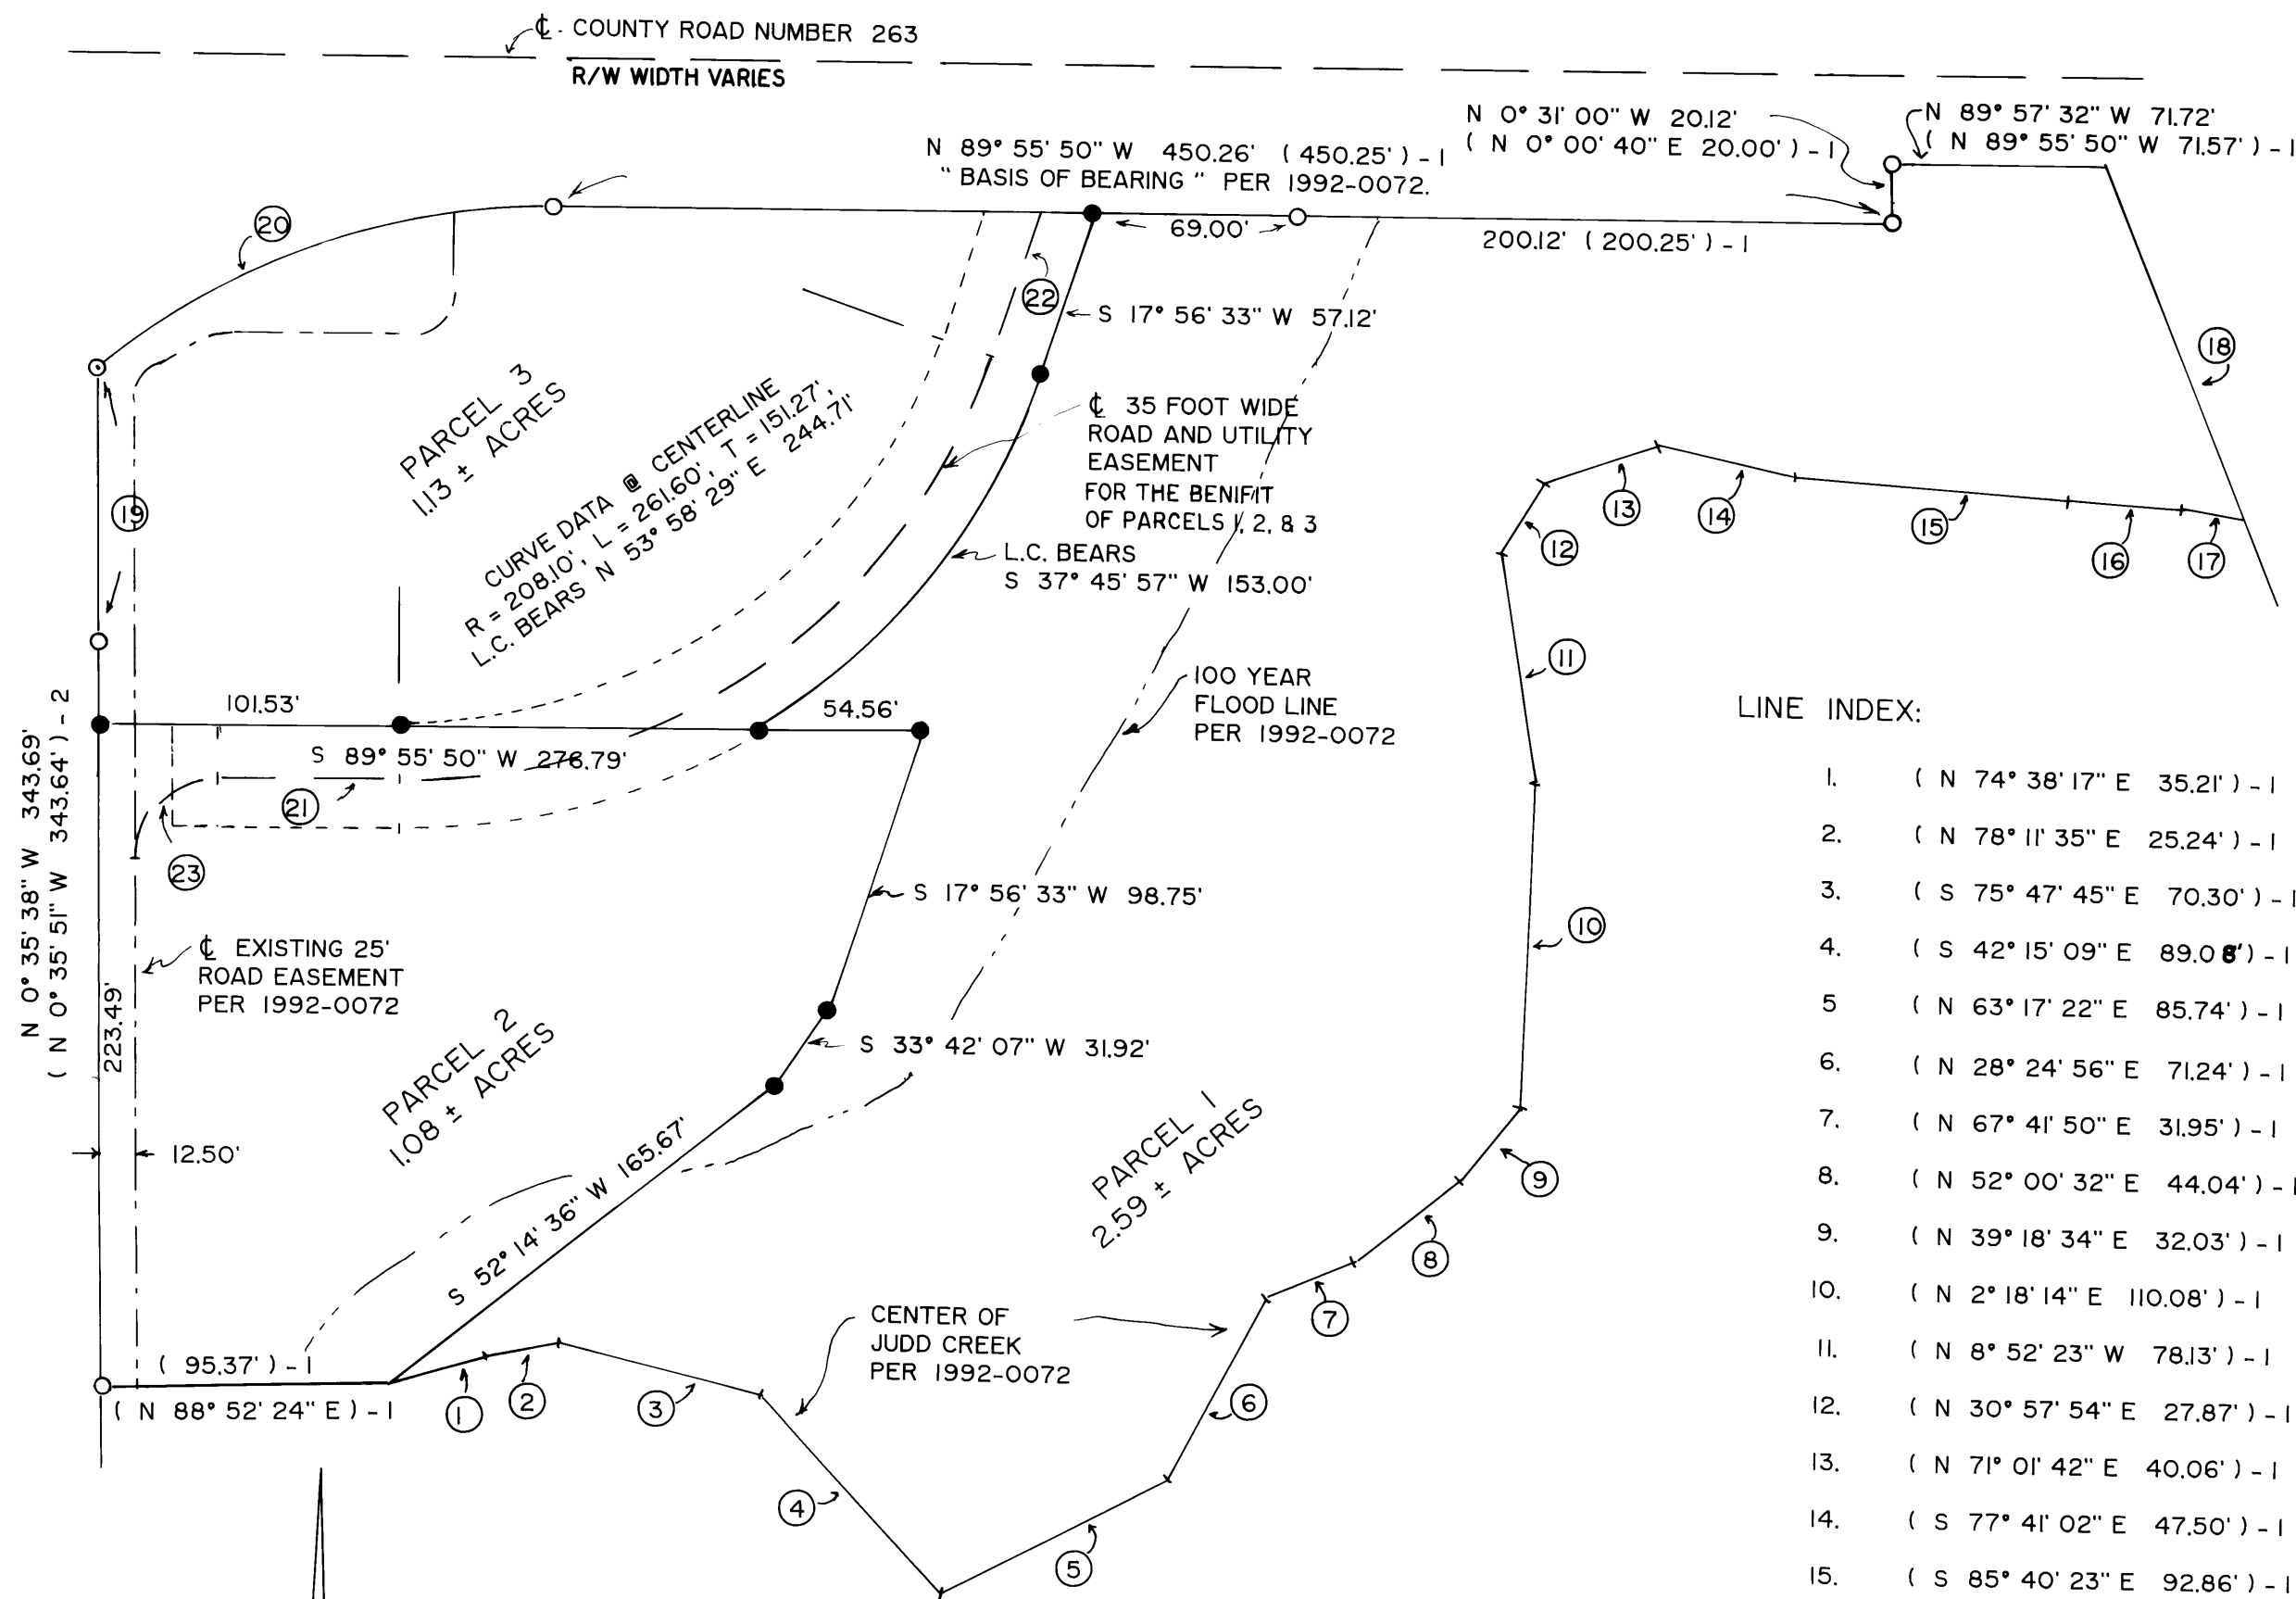 ℄ - COUNTY ROAD NUMBER 263
R/W WIDTH VARIES
N 0° 31' 00" W 20.12'
( N 0° 00' 40" E 20.00' ) - 1
N 89° 57' 32" W 71.72'
( N 89° 55' 50" W 71.57' ) - 1
N 89° 55' 50" W 450.26' ( 450.25' ) - 1
" BASIS OF BEARING " PER 1992-0072.
69.00'
200.12' ( 200.25' ) - 1
20
22
S 17° 56' 33" W 57.12'
18
PARCEL 3
1.13 ± ACRES
CURVE DATA @ CENTERLINE
R = 208.10', L = 261.60', T = 151.27',
L.C. BEARS N 53° 58' 29" E 244.71'
℄ 35 FOOT WIDE
ROAD AND UTILITY
EASEMENT
FOR THE BENIFIT
OF PARCELS 1, 2, & 3
19
L.C. BEARS
S 37° 45' 57" W 153.00'
13
14
15
12
16
17
11
100 YEAR
FLOOD LINE
PER 1992-0072
101.53'
54.56'
S 89° 55' 50" W 276.79'
21
23
N 0° 35' 38" W 343.69'
( N 0° 35' 51" W 343.64' ) - 2
223.49'
S 17° 56' 33" W 98.75'
10
℄ EXISTING 25'
ROAD EASEMENT
PER 1992-0072
S 33° 42' 07" W 31.92'
PARCEL 2
1.08 ± ACRES
12.50'
S 52° 14' 36" W 165.67'
PARCEL 1
2.59 ± ACRES
9
8
7
CENTER OF
JUDD CREEK
PER 1992-0072
( 95.37' ) - 1
( N 88° 52' 24" E ) - 1
1
2
3
6
4
5
LINE INDEX:
1. ( N 74° 38' 17" E 35.21' ) - 1
2. ( N 78° 11' 35" E 25.24' ) - 1
3. ( S 75° 47' 45" E 70.30' ) - 1
4. ( S 42° 15' 09" E 89.08' ) - 1
5 ( N 63° 17' 22" E 85.74' ) - 1
6. ( N 28° 24' 56" E 71.24' ) - 1
7. ( N 67° 41' 50" E 31.95' ) - 1
8. ( N 52° 00' 32" E 44.04' ) - 1
9. ( N 39° 18' 34" E 32.03' ) - 1
10. ( N 2° 18' 14" E 110.08' ) - 1
11. ( N 8° 52' 23" W 78.13' ) - 1
12. ( N 30° 57' 54" E 27.87' ) - 1
13. ( N 71° 01' 42" E 40.06' ) - 1
14. ( S 77° 41' 02" E 47.50' ) - 1
15. ( S 85° 40' 23" E 92.86' ) - 1